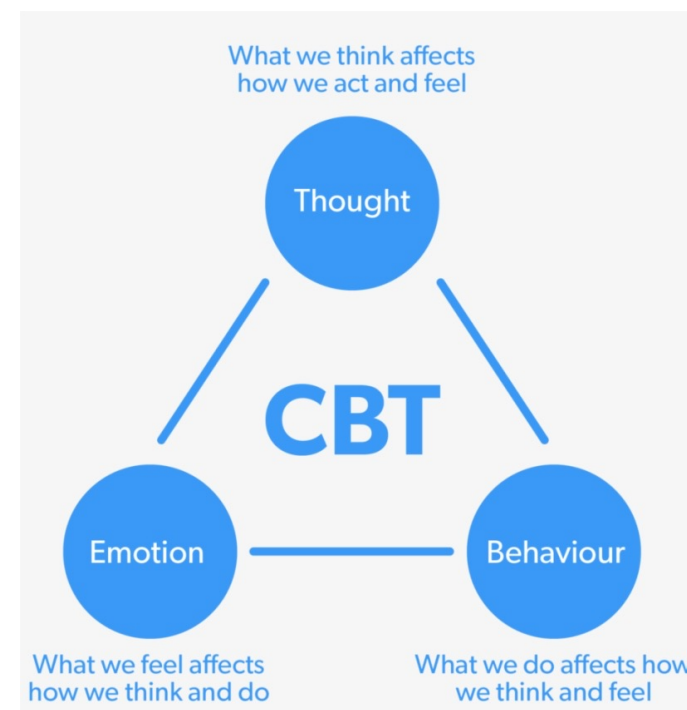 What we think affects
how we act and feel
Thought
CBT
Emotion
Behaviour
What we feel affects
how we think and do
What we do affects how
we think and feel